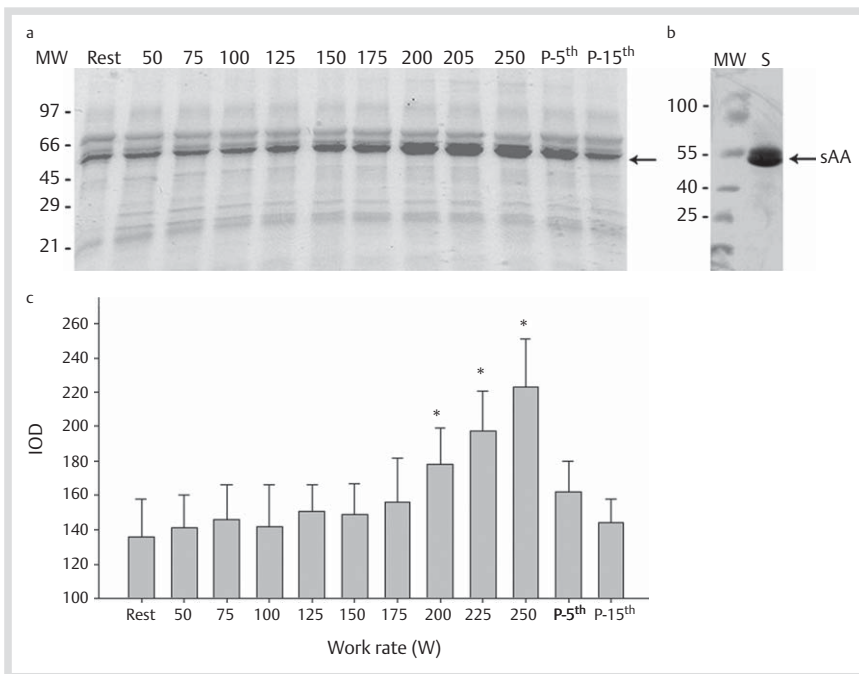 a
MW Rest 50 75 100 125 150 175 200 205 250 P-5th P-15th
97
66
45
29
21
b
MW S
100
55
40
25
sAA
c
260
240
220
200
180
160
140
120
100
IOD
* * *
Rest 50 75 100 125 150 175 200 225 250 P-5th P-15th
Work rate (W)